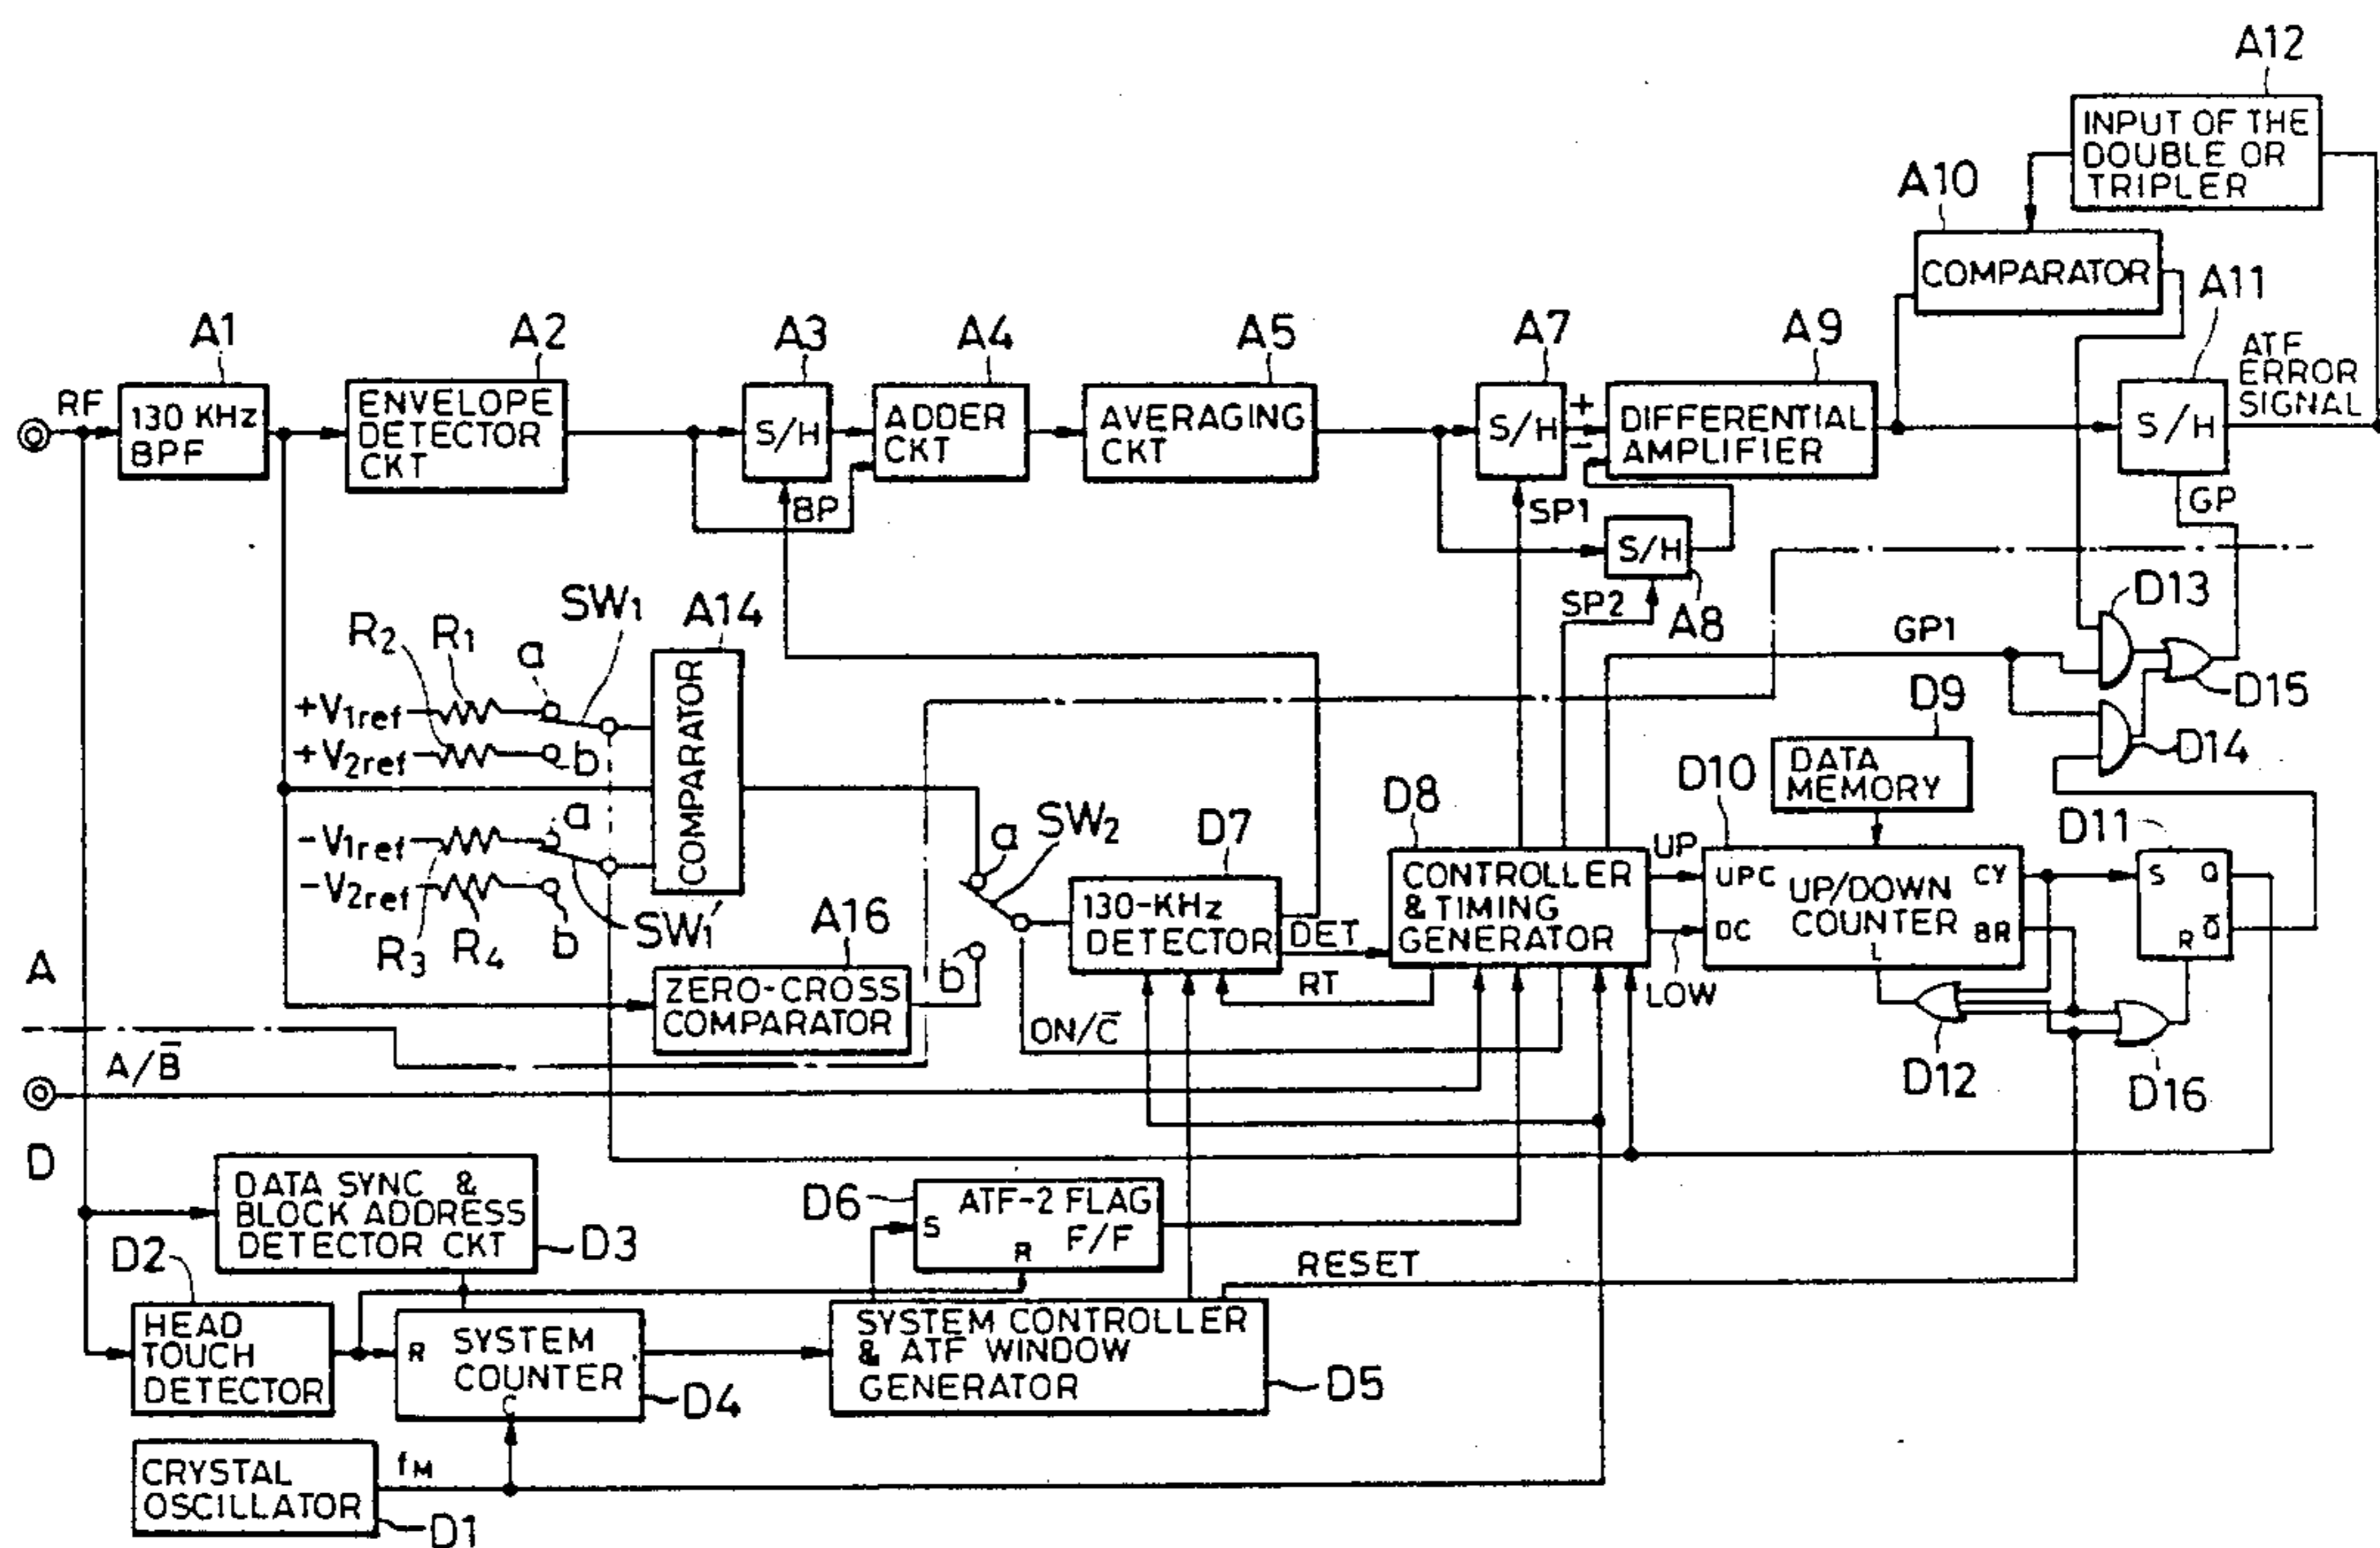 A12
INPUT OF THE
DOUBLE OR
TRIPLER
A10
COMPARATOR
A11
ATF
ERROR
SIGNAL
S/H
GP
A1
RF
130 KHz
BPF
A2
ENVELOPE
DETECTOR
CKT
A3
S/H
BP
A4
ADDER
CKT
A5
AVERAGING
CKT
A7
S/H
+
−
SP1
A9
DIFFERENTIAL
AMPLIFIER
S/H
SP2
A8
D13
GP1
D15
D14
D9
DATA
MEMORY
R2 R1 a SW1 A14
+V1ref
+V2ref b
COMPARATOR
a
-V1ref
-V2ref
R3 R4 b SW1'
A
A16
ZERO-CROSS
COMPARATOR
a SW2
b
ON/C̅
D7
130-KHz
DETECTOR
DET
RT
D8
CONTROLLER
& TIMING
GENERATOR
UP
LOW
D10
UPC UP/DOWN CY
DC COUNTER BR
L
D11
S Q
R Q̅
D12
D16
A/B̅
D
DATA SYNC &
BLOCK ADDRESS
DETECTOR CKT
D3
D6
ATF-2 FLAG
S F/F
R
RESET
D2
HEAD
TOUCH
DETECTOR
R SYSTEM
COUNTER
C
D4
SYSTEM CONTROLLER
& ATF WINDOW
GENERATOR
D5
CRYSTAL
OSCILLATOR
fM
D1